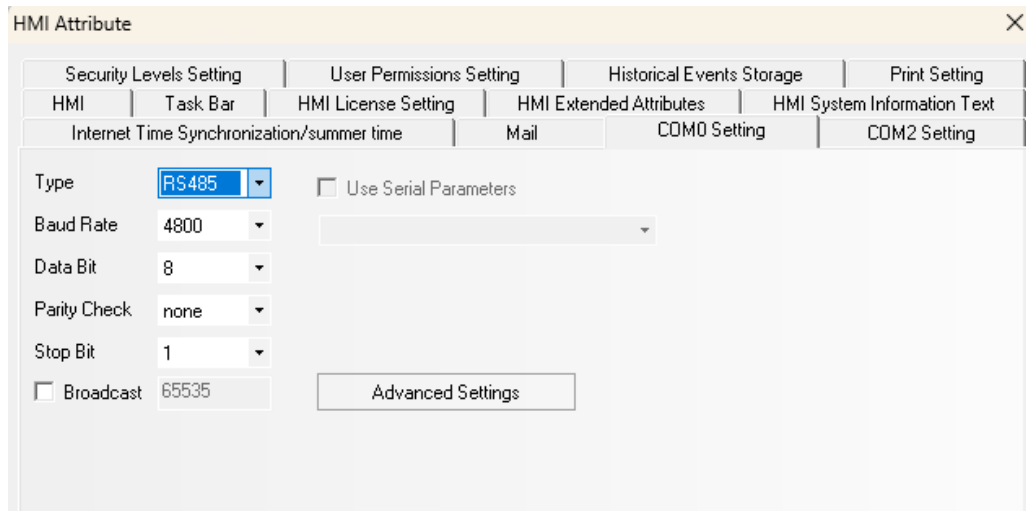 HMI Attribute
Security Levels Setting User Permissions Setting Historical Events Storage Print Setting
HMI Task Bar HMI License Setting HMI Extended Attributes HMI System Information Text
Internet Time Synchronization/summer time Mail COM0 Setting COM2 Setting
Type RS485 Use Serial Parameters
Baud Rate 4800
Data Bit 8
Parity Check none
Stop Bit 1
Broadcast 65535 Advanced Settings